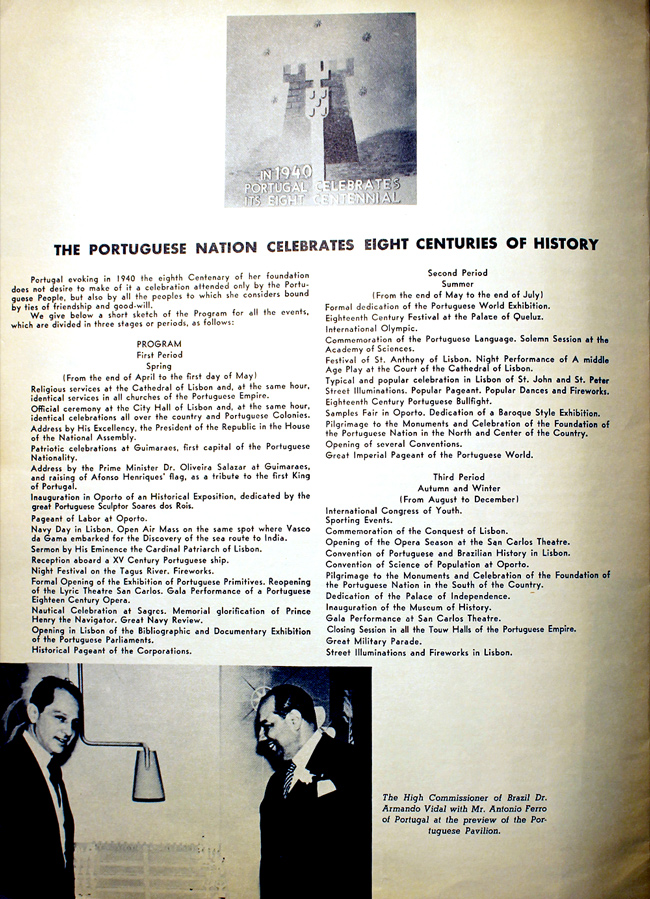 IN 1940
PORTUGAL CELEBRATES
ITS EIGHT CENTENNIAL
THE PORTUGUESE NATION CELEBRATES EIGHT CENTURIES OF HISTORY
Portugal evoking in 1940 the eighth Centenary of her foundation
does not desire to make of it a celebration attended only by the Portu-
guese People, but also by all the peoples to which she considers bound
by ties of friendship and good-will.
We give below a short sketch of the Program for all the events,
which are divided in three stages or periods, as follows:
PROGRAM
First Period
Spring
(From the end of April to the first day of May)
Religious services at the Cathedral of Lisbon and, at the same hour,
identical services in all churches of the Portuguese Empire.
Official ceremony at the City Hall of Lisbon and, at the same hour,
identical celebrations all over the country and Portuguese Colonies.
Address by His Excellency, the President of the Republic in the House
of the National Assembly.
Patriotic celebrations at Guimaraes, first capital of the Portuguese
Nationality.
Address by the Prime Minister Dr. Oliveira Salazar at Guimaraes,
and raising of Afonso Henriques' flag, as a tribute to the first King
of Portugal.
Inauguration in Oporto of an Historical Exposition, dedicated by the
great Portuguese Sculptor Soares dos Rois.
Pageant of Labor at Oporto.
Navy Day in Lisbon. Open Air Mass on the same spot where Vasco
da Gama embarked for the Discovery of the sea route to India.
Sermon by His Eminence the Cardinal Patriarch of Lisbon.
Reception aboard a XV Century Portuguese ship.
Night Festival on the Tagus River. Fireworks.
Formal Opening of the Exhibition of Portuguese Primitives. Reopening
of the Lyric Theatre San Carlos. Gala Performance of a Portuguese
Eighteen Century Opera.
Nautical Celebration at Sagres. Memorial glorification of Prince
Henry the Navigator. Great Navy Review.
Opening in Lisbon of the Bibliographic and Documentary Exhibition
of the Portuguese Parliaments.
Historical Pageant of the Corporations.
Second Period
Summer
(From the end of May to the end of July)
Formal dedication of the Portuguese World Exhibition.
Eighteenth Century Festival at the Palace of Queluz.
International Olympic.
Commemoration of the Portuguese Language. Solemn Session at the
Academy of Sciences.
Festival of St. Anthony of Lisbon. Night Performance of A middle
Age Play at the Court of the Cathedral of Lisbon.
Typical and popular celebration in Lisbon of St. John and St. Peter
Street Illuminations. Popular Pageant. Popular Dances and Fireworks.
Eighteenth Century Portuguese Bullfight.
Samples Fair in Oporto. Dedication of a Baroque Style Exhibition.
Pilgrimage to the Monuments and Celebration of the Foundation of
the Portuguese Nation in the North and Center of the Country.
Opening of several Conventions.
Great Imperial Pageant of the Portuguese World.
Third Period
Autumn and Winter
(From August to December)
International Congress of Youth.
Sporting Events.
Commemoration of the Conquest of Lisbon.
Opening of the Opera Season at the San Carlos Theatre.
Convention of Portuguese and Brazilian History in Lisbon.
Convention of Science of Population at Oporto.
Pilgrimage to the Monuments and Celebration of the Foundation of
the Portuguese Nation in the South of the Country.
Dedication of the Palace of Independence.
Inauguration of the Museum of History.
Gala Performance at San Carlos Theatre.
Closing Session in all the Touw Halls of the Portuguese Empire.
Great Military Parade.
Street Illuminations and Fireworks in Lisbon.
The High Commissioner of Brazil Dr.
Armando Vidal with Mr. Antonio Ferro
of Portugal at the preview of the Por-
tuguese Pavilion.